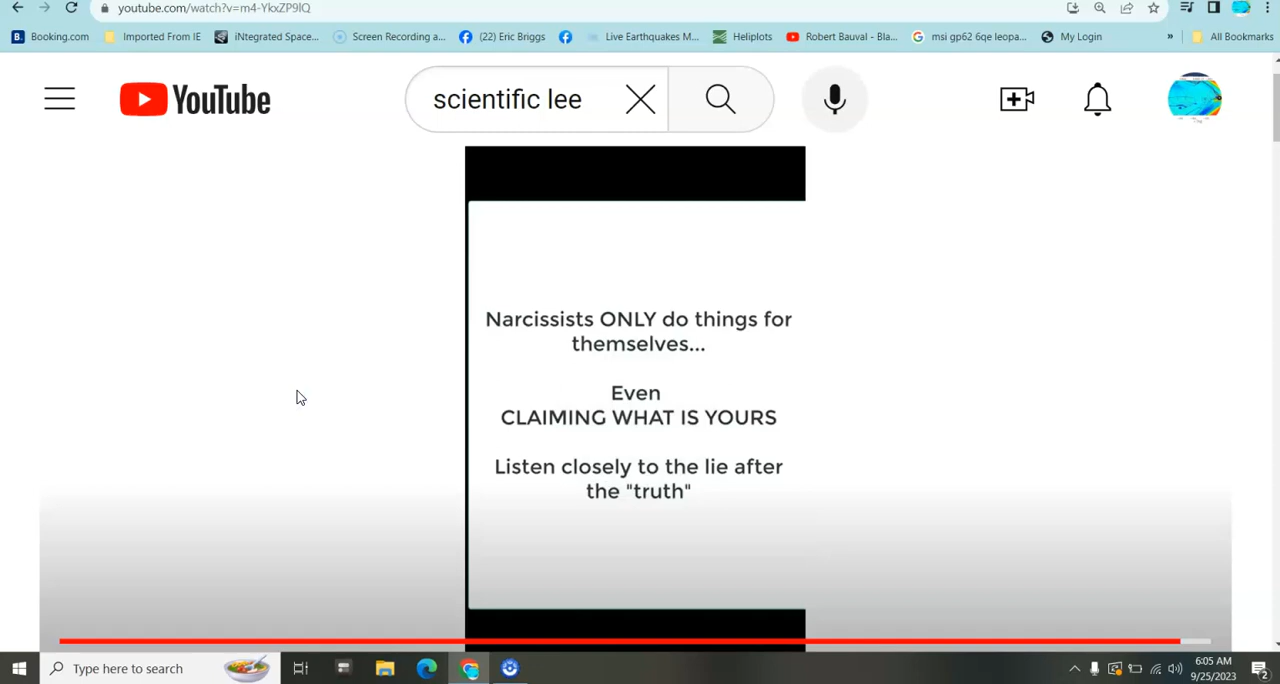 youtube.com/watch?v=m4-YkxZP9lQ
Booking.com
Imported From IE
iNtegrated Space...
Screen Recording a...
(22) Eric Briggs
Live Earthquakes M...
Heliplots
Robert Bauval - Bla...
msi gp62 6qe leopa...
My Login
»
All Bookmarks
YouTube
scientific lee
Narcissists ONLY do things for
themselves...
Even
CLAIMING WHAT IS YOURS
Listen closely to the lie after
the "truth"
Type here to search
6:05 AM
9/25/2023
2